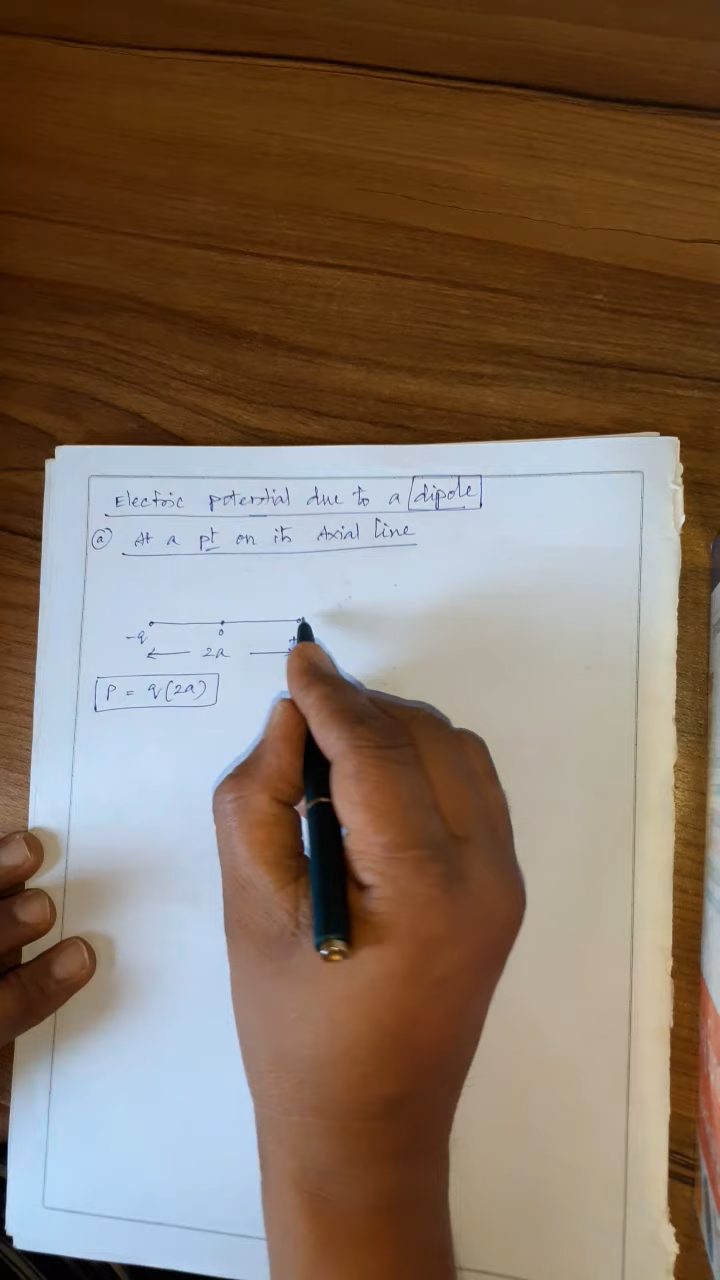 Electric potential due to a dipole
(a) At a pt on its Axial line
-q o +
2a
P = q(2a)